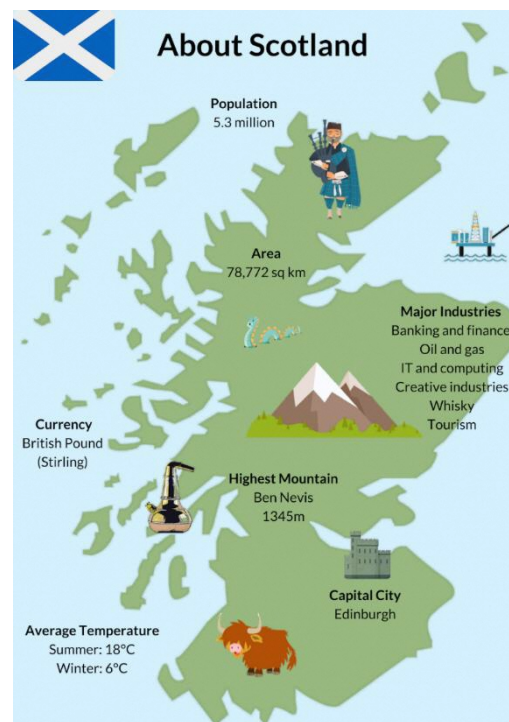 About Scotland
Population
5.3 million
Area
78,772 sq km
Major Industries
Banking and finance
Oil and gas
IT and computing
Creative industries
Whisky
Tourism
Currency
British Pound
(Stirling)
Highest Mountain
Ben Nevis
1345m
Capital City
Edinburgh
Average Temperature
Summer: 18°C
Winter: 6°C